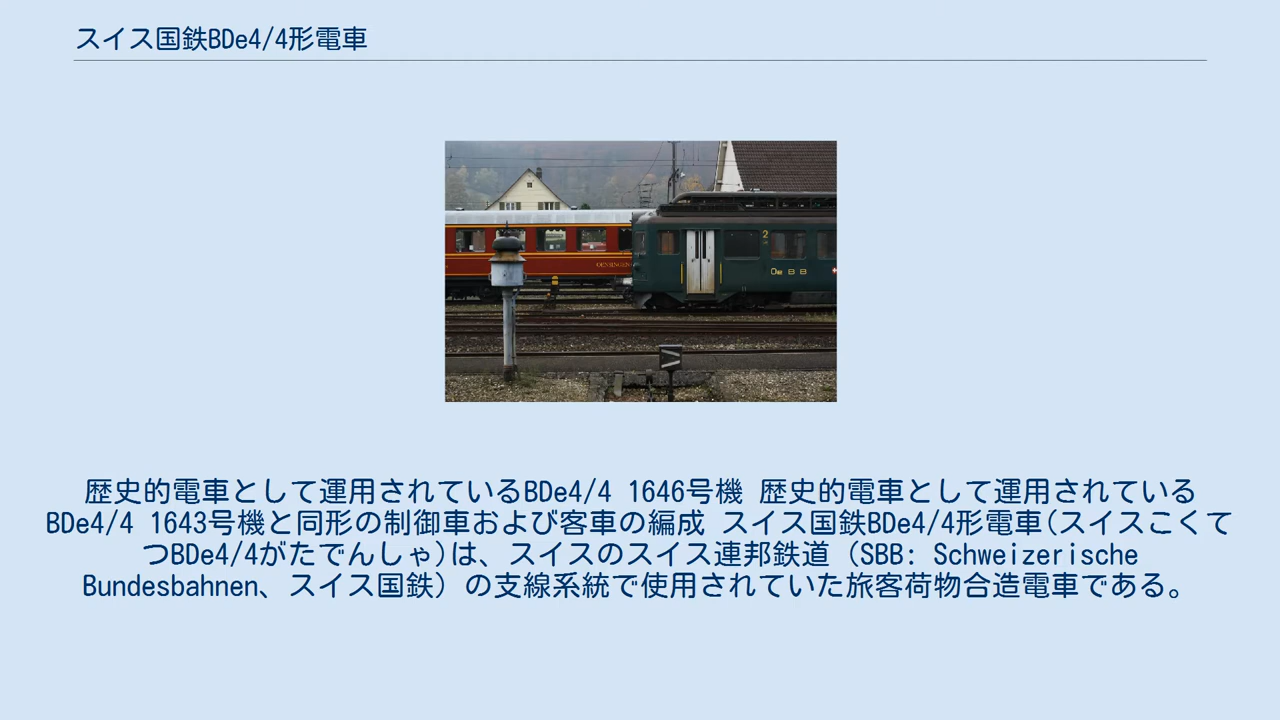 スイス国鉄BDe4/4形電車
OENSINGEN
2
Oe B B
歴史的電車として運用されているBDe4/4 1646号機 歴史的電車として運用されている
BDe4/4 1643号機と同形の制御車および客車の編成 スイス国鉄BDe4/4形電車(スイスこくて
つBDe4/4がたでんしゃ)は、スイスのスイス連邦鉄道（SBB: Schweizerische
Bundesbahnen、スイス国鉄）の支線系統で使用されていた旅客荷物合造電車である。